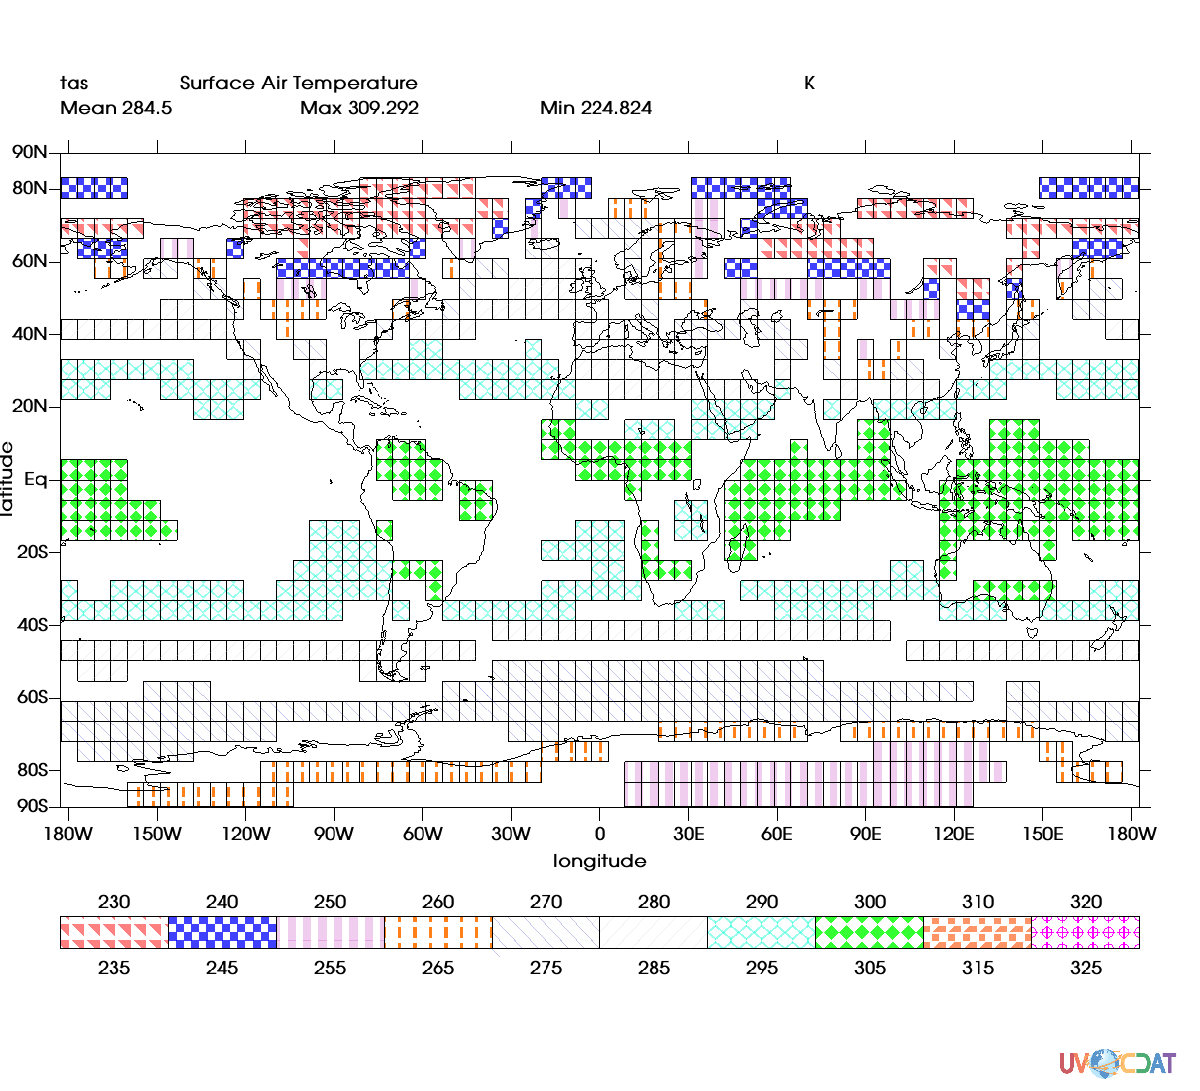 tas Surface Air Temperature K
Mean 284.5 Max 309.292 Min 224.824
90N
80N
60N
40N
20N
Eq
20S
40S
60S
80S
90S
latitude
180W 150W 120W 90W 60W 30W 0 30E 60E 90E 120E 150E 180W
longitude
230 240 250 260 270 280 290 300 310 320
235 245 255 265 275 285 295 305 315 325
UV CDAT